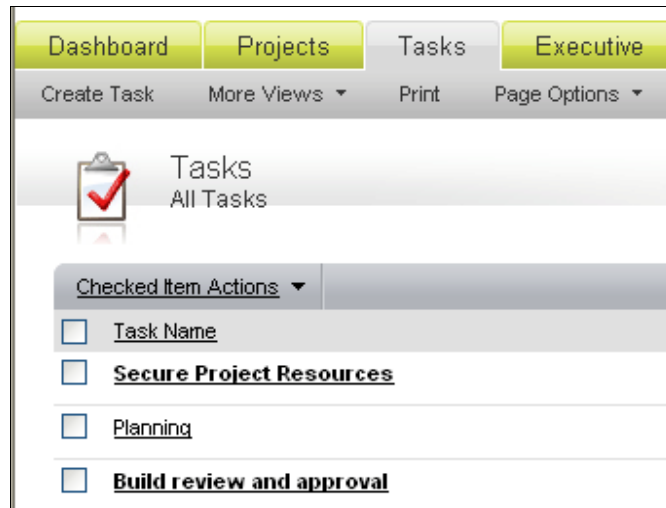 Dashboard Projects Tasks Executive
Create Task More Views Print Page Options
Tasks
All Tasks
Checked Item Actions
Task Name
Secure Project Resources
Planning
Build review and approval